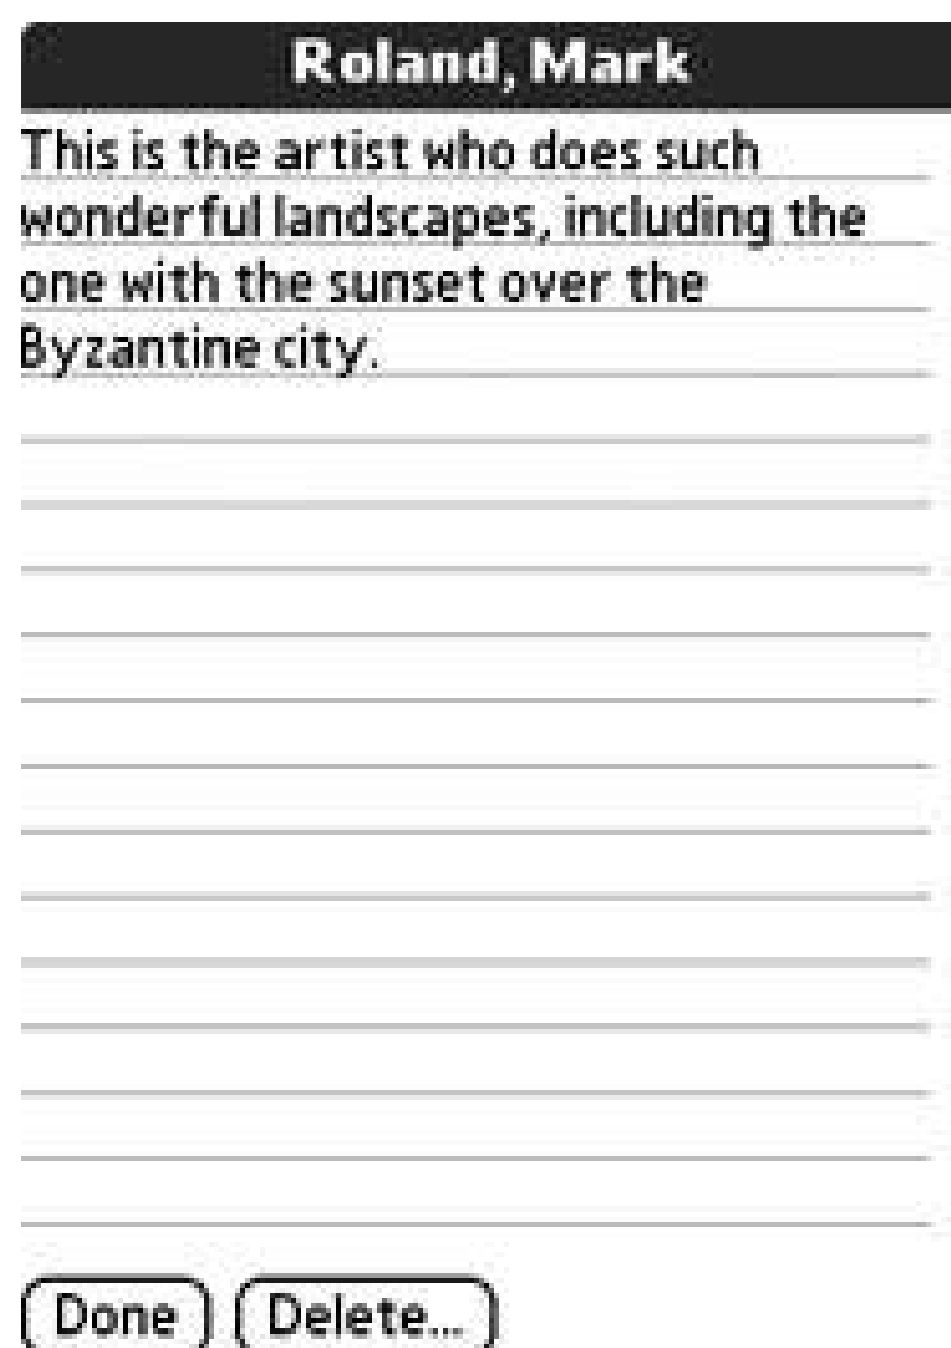 Roland, Mark
This is the artist who does such
wonderful landscapes, including the
one with the sunset over the
Byzantine city.
Done Delete...